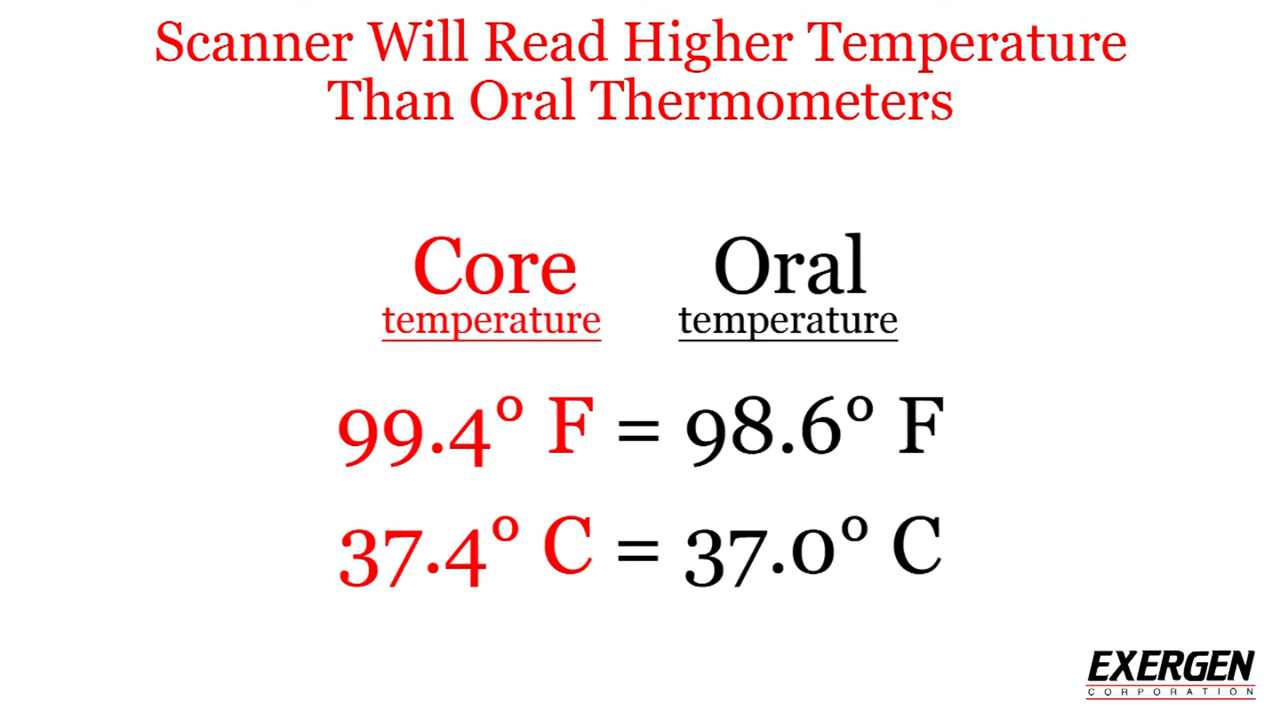 Scanner Will Read Higher Temperature
Than Oral Thermometers
Core Oral
temperature temperature
99.4° F = 98.6° F
37.4° C = 37.0° C
EXERGEN
CORPORATION